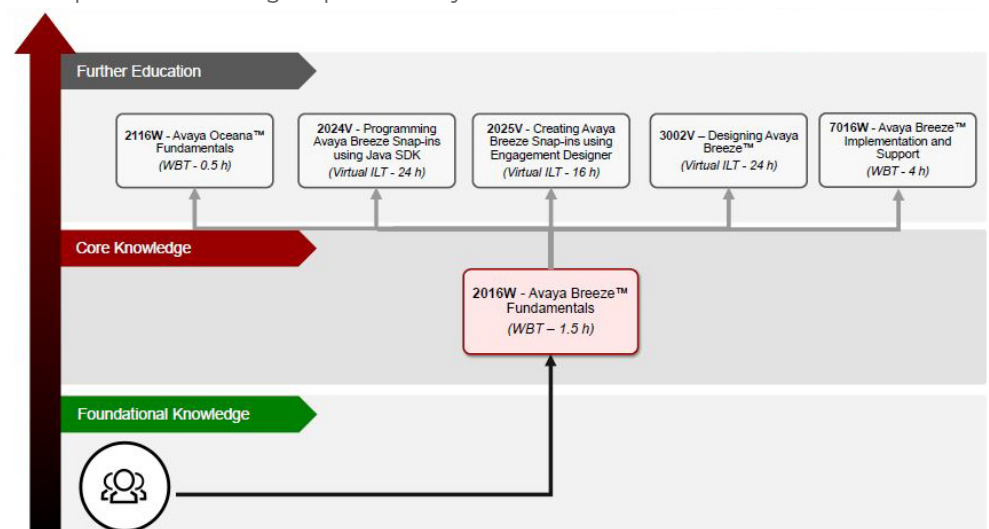 Further Education
2116W - Avaya Oceana™
Fundamentals
(WBT - 0.5 h)
2024V - Programming
Avaya Breeze Snap-ins
using Java SDK
(Virtual ILT - 24 h)
2025V - Creating Avaya
Breeze Snap-ins using
Engagement Designer
(Virtual ILT - 16 h)
3002V – Designing Avaya
Breeze™
(Virtual ILT - 24 h)
7016W - Avaya Breeze™
Implementation and
Support
(WBT - 4 h)
Core Knowledge
2016W - Avaya Breeze™
Fundamentals
(WBT – 1.5 h)
Foundational Knowledge